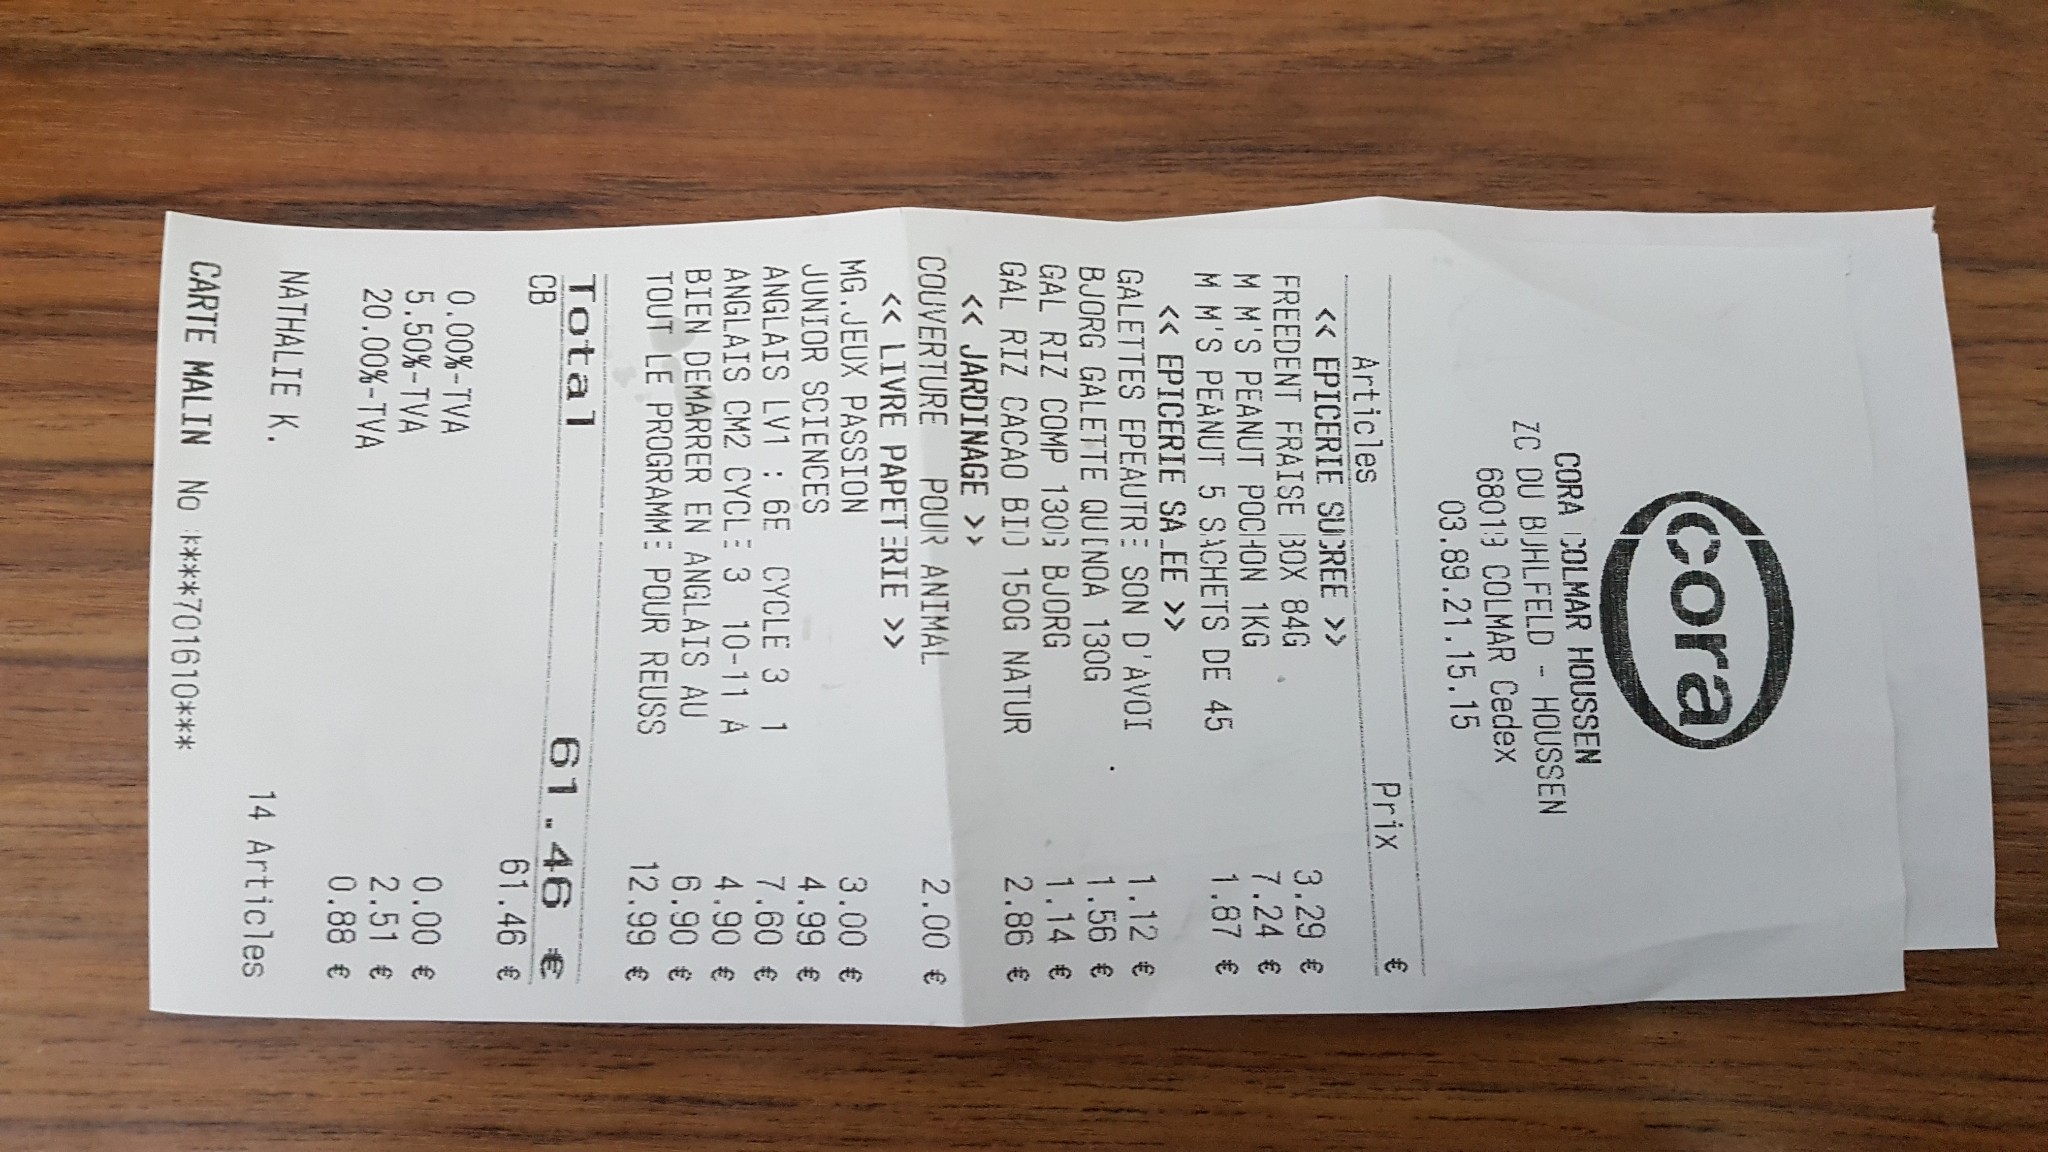 cora
CORA COLMAR HOUSSEN
ZC DU BUHLFELD - HOUSSEN
68013 COLMAR Cedex
03.89.21.15.15
Articles Prix €
<< EPICERIE SUCREE >>
FREEDENT FRAISE BOX 84G 3.29 €
M M'S PEANUT POCHON 1KG 7.24 €
M M'S PEANUT 5 SACHETS DE 45 1.87 €
<< EPICERIE SALEE >>
GALETTES EPEAUTRE SON D'AVOI 1.12 €
BJORG GALETTE QUINOA 130G 1.56 €
GAL RIZ COMP 130G BJORG 1.14 €
GAL RIZ CACAO BIO 150G NATUR 2.86 €
<< JARDINAGE >>
COUVERTURE POUR ANIMAL 2.00 €
<< LIVRE PAPETERIE >>
MG.JEUX PASSION 3.00 €
JUNIOR SCIENCES 4.99 €
ANGLAIS LV1 : 6E CYCLE 3 1 7.60 €
ANGLAIS CM2 CYCLE 3 10-11 A 4.90 €
BIEN DEMARRER EN ANGLAIS AU 6.90 €
TOUT LE PROGRAMME POUR REUSS 12.99 €
Total 61.46 €
CB 61.46 €
0.00%-TVA 0.00 €
5.50%-TVA 2.51 €
20.00%-TVA 0.88 €
NATHALIE K.
14 Articles
CARTE MALIN No ****701610***